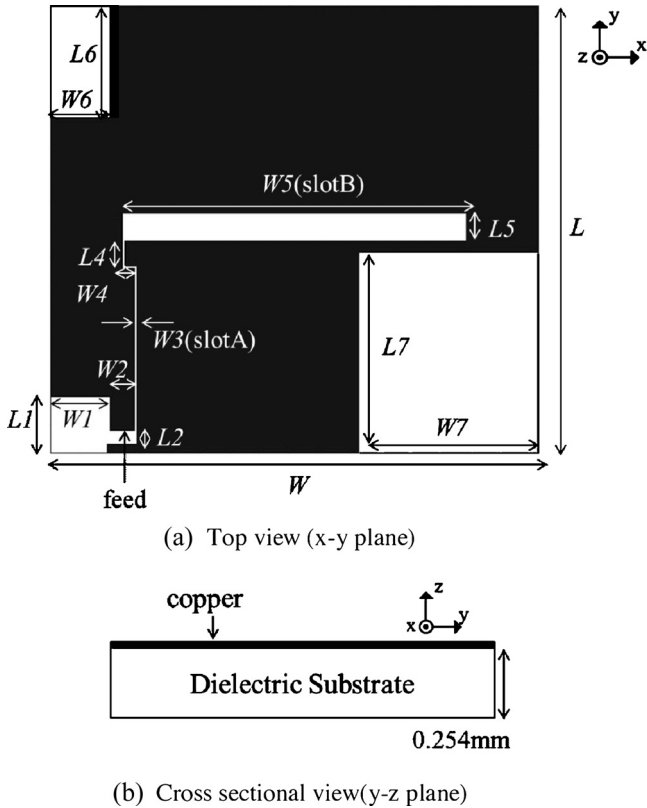 y
L6
z
x
W6
W5(slotB)
L4
L5
L
W4
W3(slotA)
L7
W2
L1
W1
L2
W7
W
feed
(a) Top view (x-y plane)
z
copper
x
y
Dielectric Substrate
0.254mm
(b) Cross sectional view(y-z plane)